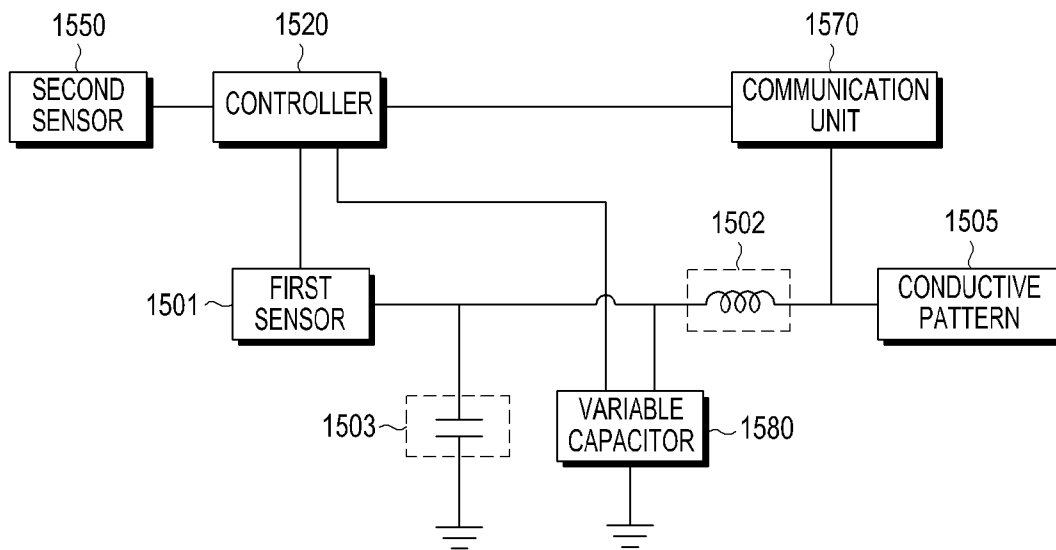 1550
1520
1570
SECOND
SENSOR
CONTROLLER
COMMUNICATION
UNIT
1502
1505
1501
FIRST
SENSOR
CONDUCTIVE
PATTERN
1503
VARIABLE
CAPACITOR
1580